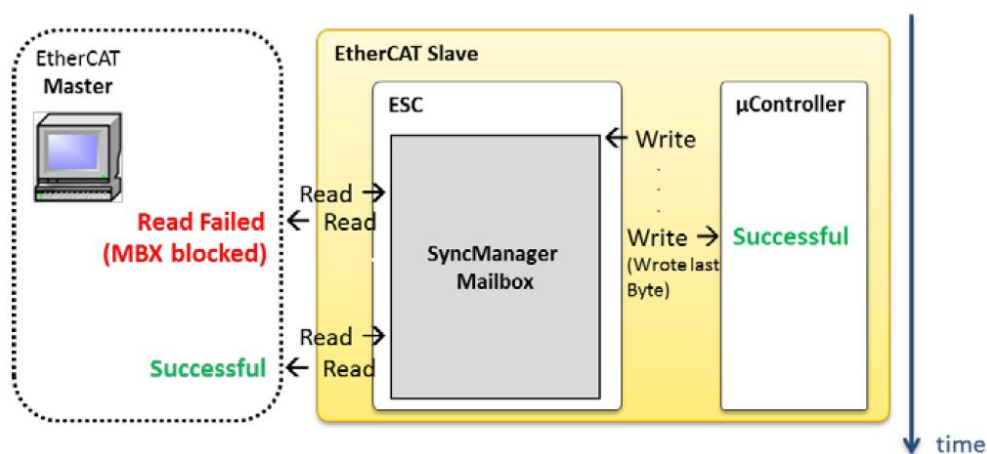 EtherCAT
Master
EtherCAT Slave
ESC
µController
← Write
.
.
.
Read →
← Read
Read Failed
(MBX blocked)
Write → Successful
(Wrote last
Byte)
SyncManager
Mailbox
Read →
Successful ← Read
time